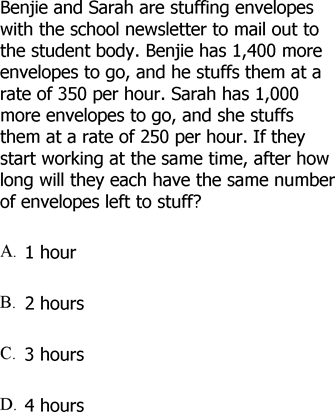 Benjie and Sarah are stuffing envelopes
with the school newsletter to mail out to
the student body. Benjie has 1,400 more
envelopes to go, and he stuffs them at a
rate of 350 per hour. Sarah has 1,000
more envelopes to go, and she stuffs
them at a rate of 250 per hour. If they
start working at the same time, after how
long will they each have the same number
of envelopes left to stuff?
A. 1 hour
B. 2 hours
C. 3 hours
D. 4 hours